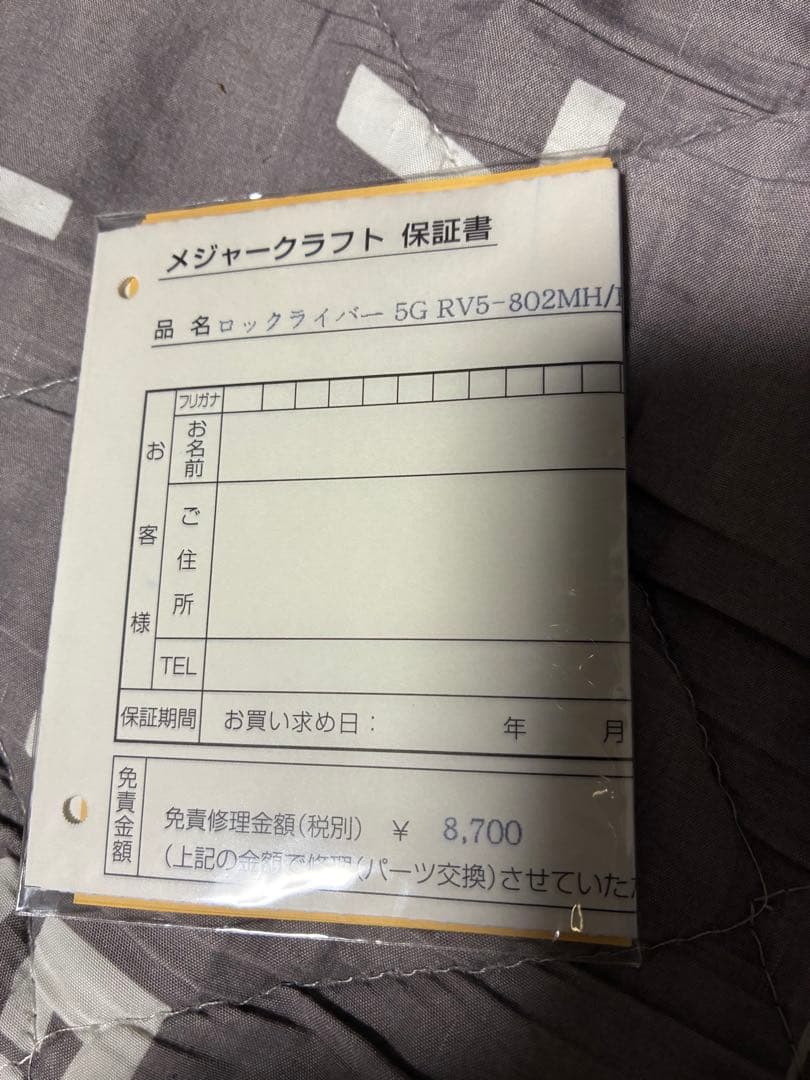 メジャークラフト 保証書
品 名 ロックライバー 5G RV5-802MH/
フリガナ
お客様
お名前
ご住所
TEL
保証期間 お買い求め日： 年 月
免責金額
免責修理金額(税別) ¥ 8,700
(上記の金額で修理(パーツ交換)させていた